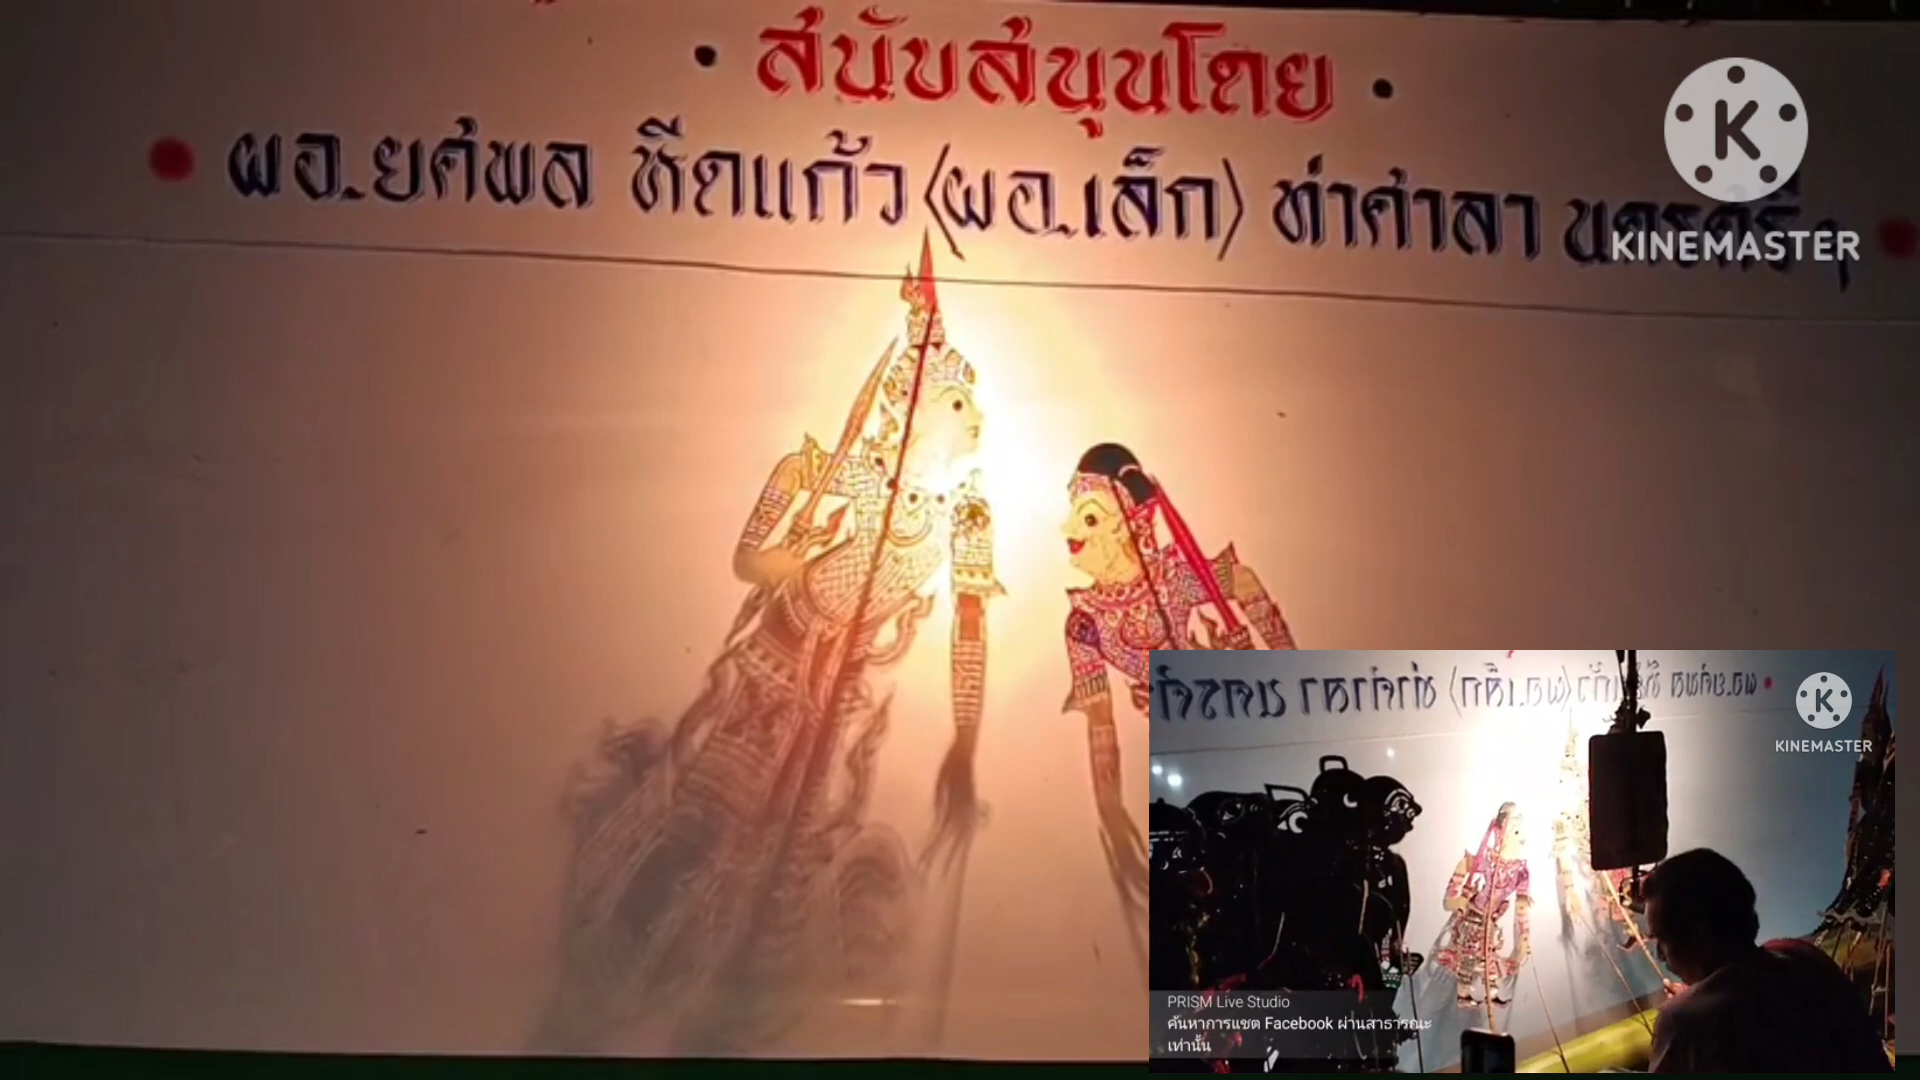 • สนับสนุนโดย •
• ผอ.ยศพล หีดแก้ว (ผอ.เล็ก) ท่าศาลา นครศรีฯ •
KINEMASTER
KINEMASTER
PRISM Live Studio
ค้นหาการแชต Facebook ผ่านสาธารณะ
เท่านั้น